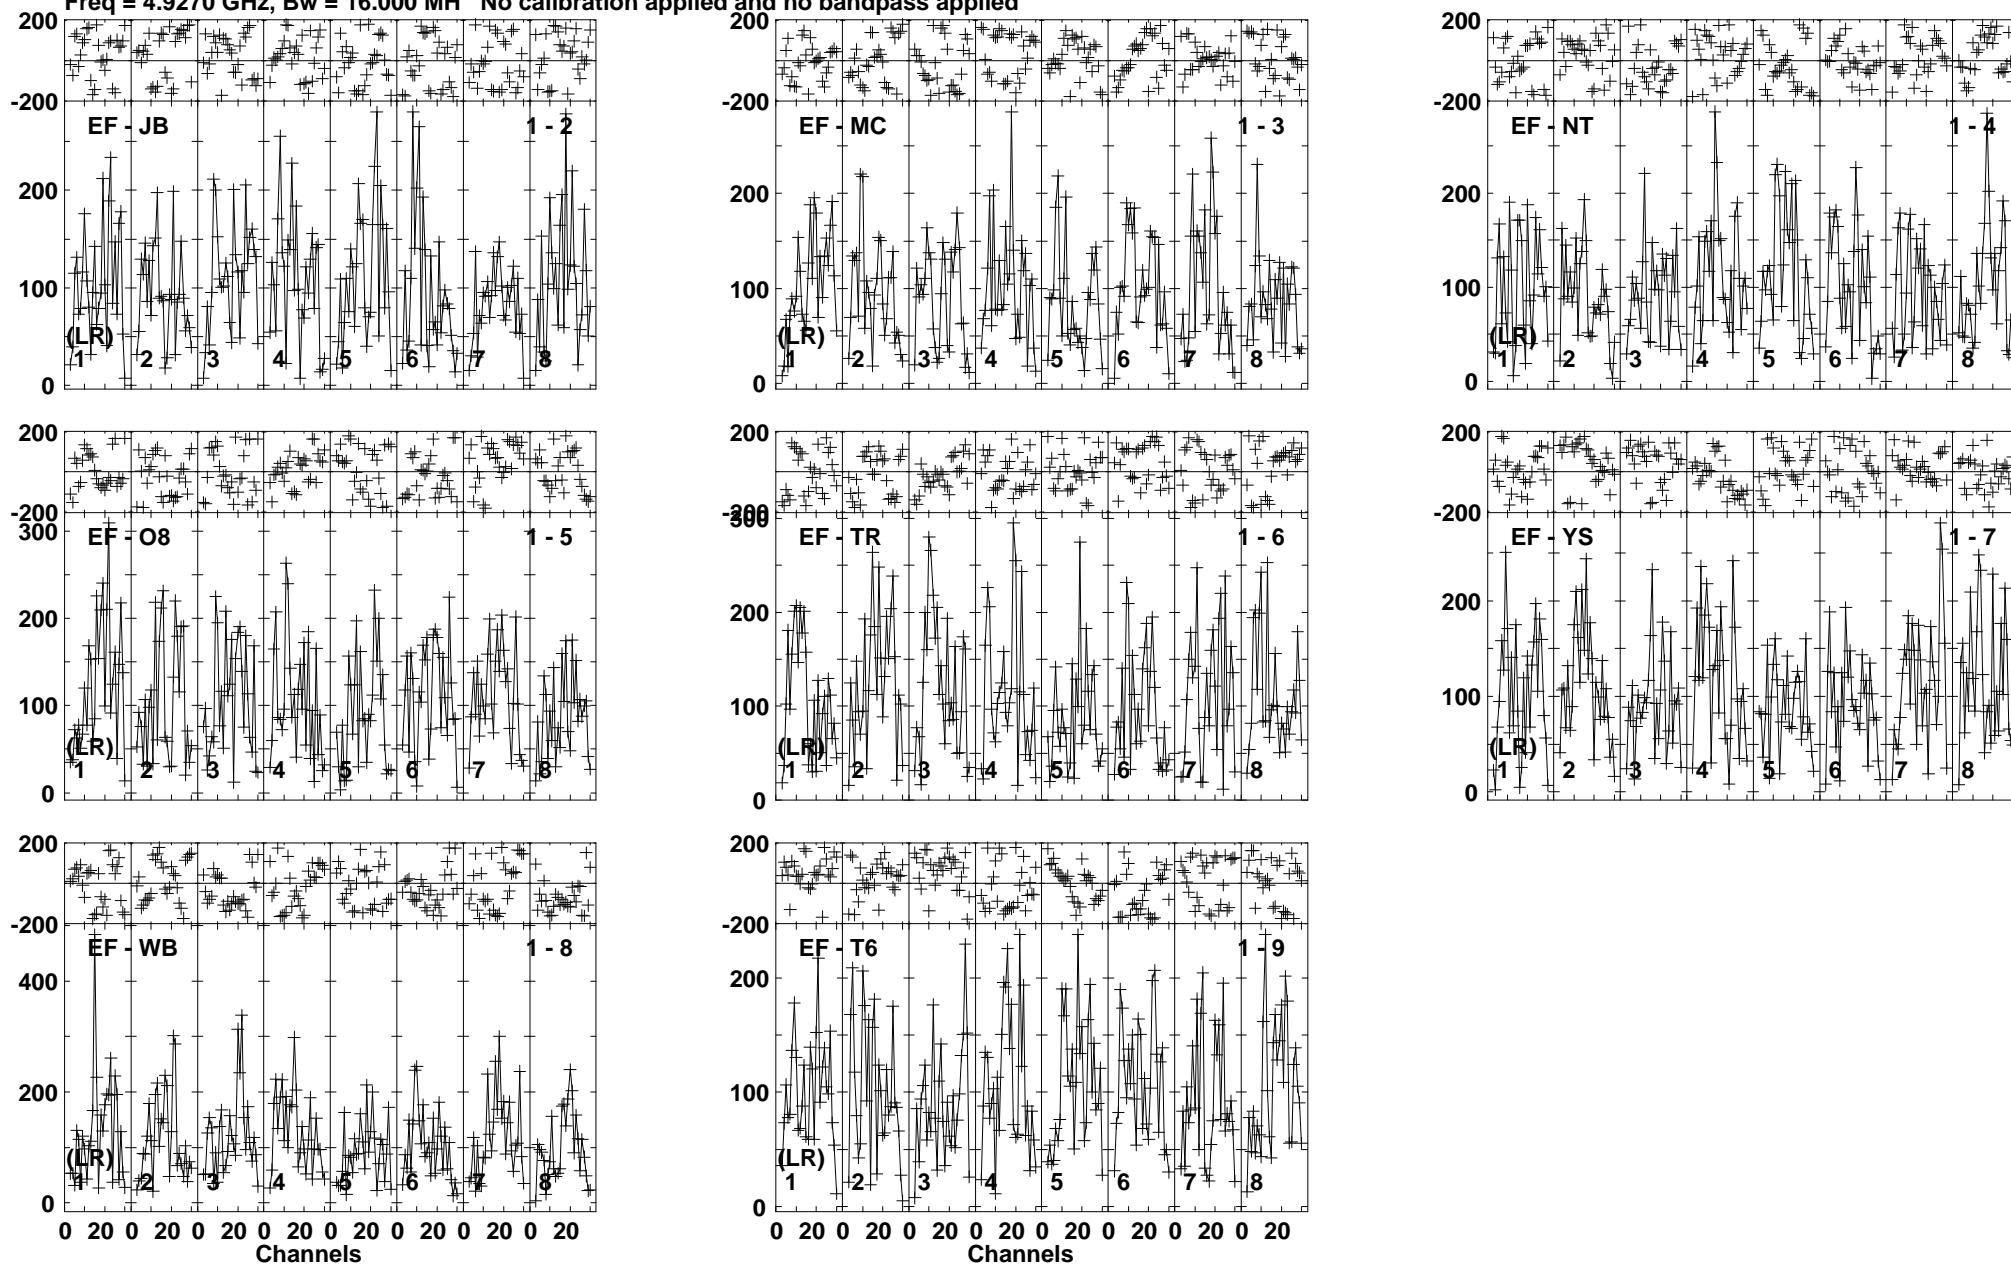 Freq = 4.9270 GHz, Bw = 16.000 MH No calibration applied and no bandpass applied
200 200 200
-200 -200 -200
EF - JB 1 - 2 EF - MC 1 - 3 EF - NT 1 - 4
200 200 200
100 100 100
(LR) (LR) (LR)
1 2 3 4 5 6 7 8 1 2 3 4 5 6 7 8 1 2 3 4 5 6 7 8
0 0 0
200 200 200
-200 -200 -200
300 300
EF - O8 1 - 5 EF - TR 1 - 6 EF - YS 1 - 7
200 200 200
100 100 100
(LR) (LR) (LR)
1 2 3 4 5 6 7 8 1 2 3 4 5 6 7 8 1 2 3 4 5 6 7 8
0 0 0
200 200
-200 -200
EF - WB 1 - 8 EF - T6 1 - 9
400 200
200 100
(LR) (LR)
1 2 3 4 5 6 7 8 1 2 3 4 5 6 7 8
0 0
0 20 0 20 0 20 0 20 0 20 0 20 0 20 0 20 0 20 0 20 0 20 0 20 0 20 0 20 0 20 0 20
Channels Channels